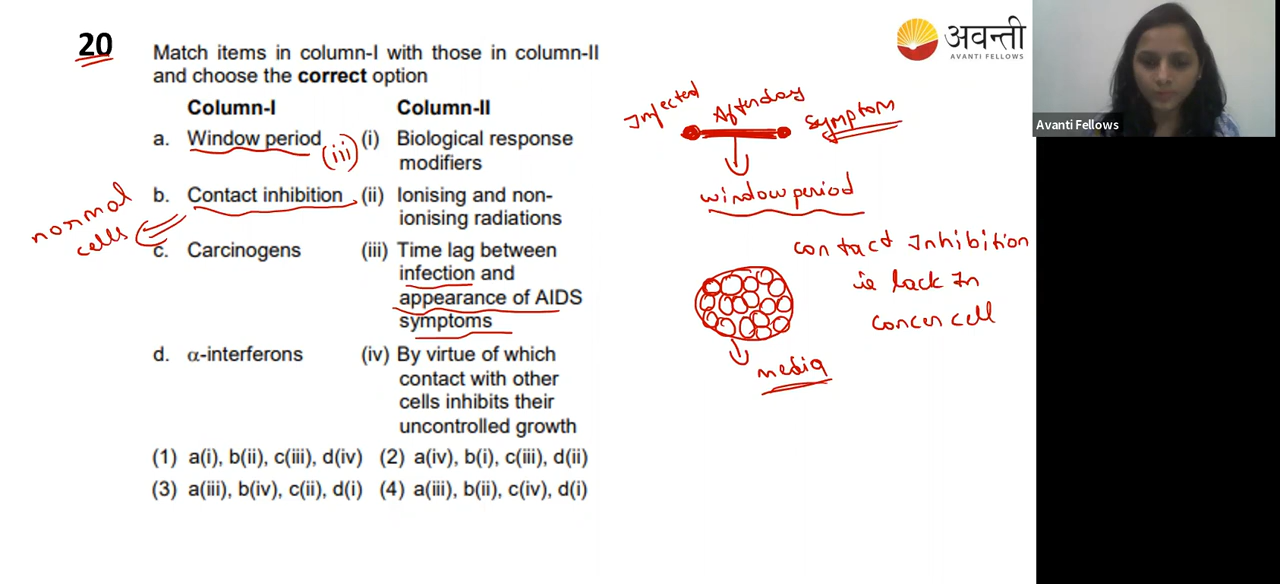 20
Match items in column-I with those in column-II
and choose the correct option
Column-I Column-II
a. Window period (iii) (i) Biological response
modifiers
b. Contact inhibition (ii) Ionising and non-
ionising radiations
normal
cells
c. Carcinogens (iii) Time lag between
infection and
appearance of AIDS
symptoms
d. α-interferons (iv) By virtue of which
contact with other
cells inhibits their
uncontrolled growth
(1) a(i), b(ii), c(iii), d(iv) (2) a(iv), b(i), c(iii), d(ii)
(3) a(iii), b(iv), c(ii), d(i) (4) a(iii), b(ii), c(iv), d(i)
Infected Symptom
window period
contact Inhibition
ie lack In
concer cell
media
अवन्ती
AVANTI FELLOWS
Avanti Fellows